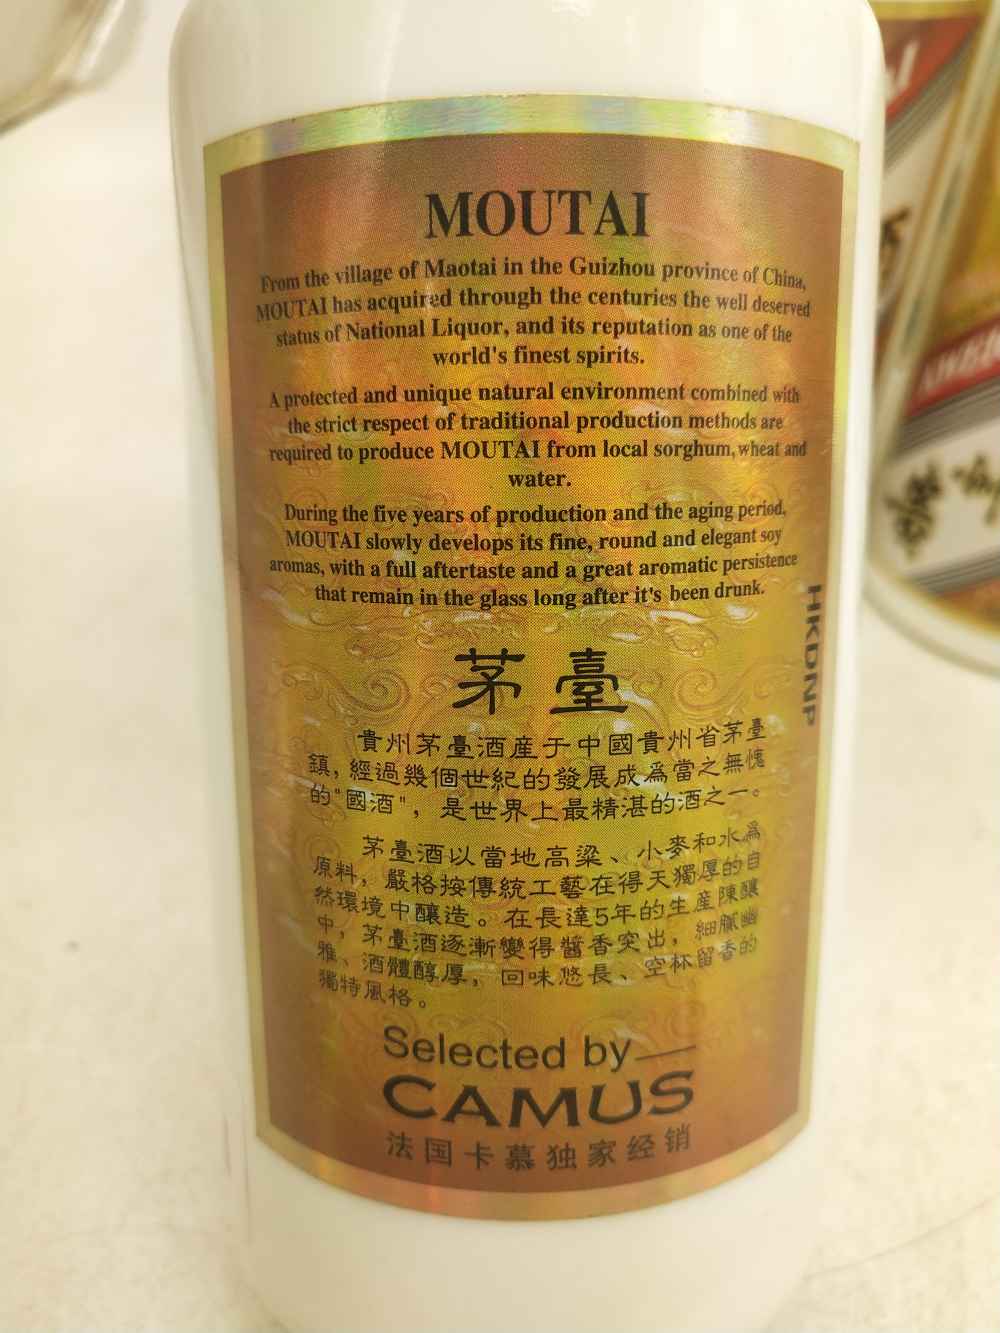 MOUTAI
From the village of Maotai in the Guizhou province of China,
MOUTAI has acquired through the centuries the well deserved
status of National Liquor, and its reputation as one of the
world's finest spirits.
A protected and unique natural environment combined with
the strict respect of traditional production methods are
required to produce MOUTAI from local sorghum, wheat and
water.
During the five years of production and the aging period,
MOUTAI slowly develops its fine, round and elegant soy
aromas, with a full aftertaste and a great aromatic persistence
that remain in the glass long after it's been drunk.
HKDNP
茅臺
貴州茅臺酒産于中國貴州省茅臺
鎮，經過幾個世紀的發展成爲當之無愧
的"國酒"，是世界上最精湛的酒之一。
茅臺酒以當地高粱、小麥和水爲
原料，嚴格按傳統工藝在得天獨厚的自
然環境中釀造。在長達5年的生産陳釀
中，茅臺酒逐漸變得醬香突出，細膩幽
雅、酒體醇厚，回味悠長、空杯留香的
獨特風格。
Selected by
CAMUS
法国卡慕独家经销